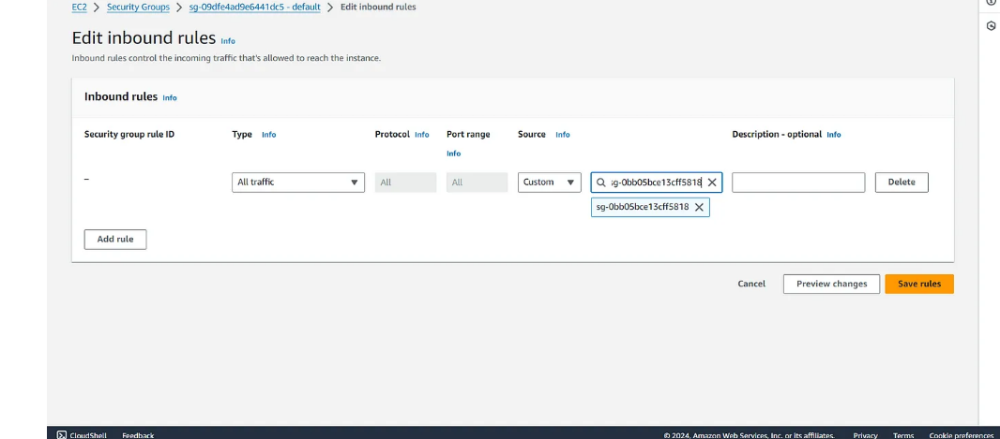 EC2 > Security Groups > sg-09dfe4ad9e6441dc5 - default > Edit inbound rules
Edit inbound rules Info
Inbound rules control the incoming traffic that's allowed to reach the instance.
Inbound rules Info
Security group rule ID Type Info Protocol Info Port range Info Source Info Description - optional Info
– All traffic All All Custom sg-0bb05bce13cff5818 Delete
sg-0bb05bce13cff5818
Add rule
Cancel Preview changes Save rules
CloudShell Feedback © 2024, Amazon Web Services, Inc. or its affiliates. Privacy Terms Cookie preferences